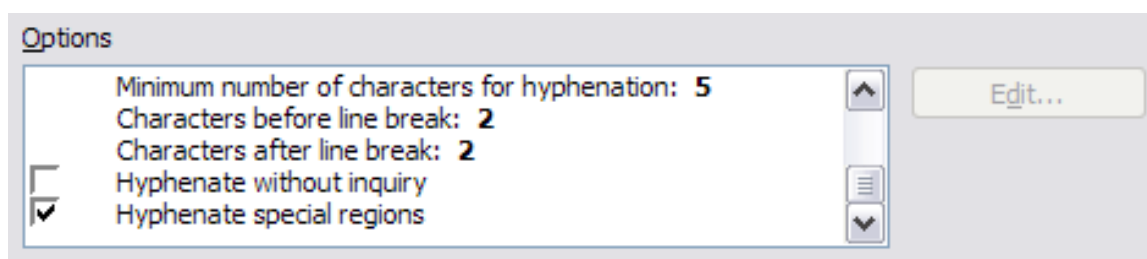 Options
Minimum number of characters for hyphenation: 5
Edit...
Characters before line break: 2
Characters after line break: 2
Hyphenate without inquiry
Hyphenate special regions